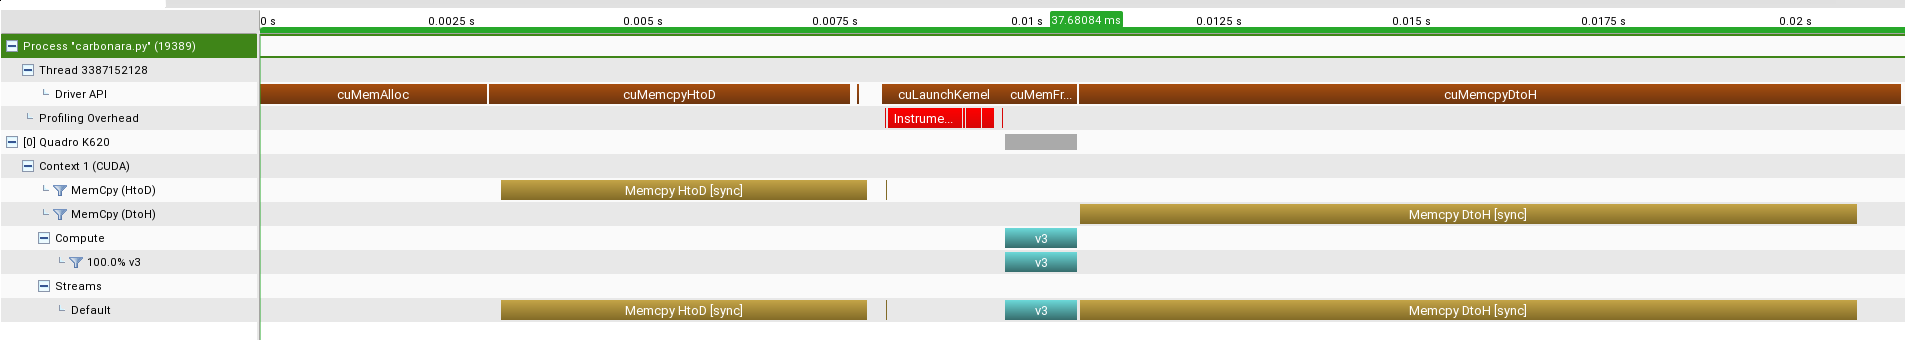 0 s 0.0025 s 0.005 s 0.0075 s 0.01 s 37.68084 ms 0.0125 s 0.015 s 0.0175 s 0.02 s
Process "carbonara.py" (19389)
Thread 3387152128
Driver API cuMemAlloc cuMemcpyHtoD cuLaunchKernel cuMemFr... cuMemcpyDtoH
Profiling Overhead Instrume...
[0] Quadro K620
Context 1 (CUDA)
MemCpy (HtoD) Memcpy HtoD [sync]
MemCpy (DtoH) Memcpy DtoH [sync]
Compute v3
100.0% v3 v3
Streams
Default Memcpy HtoD [sync] v3 Memcpy DtoH [sync]